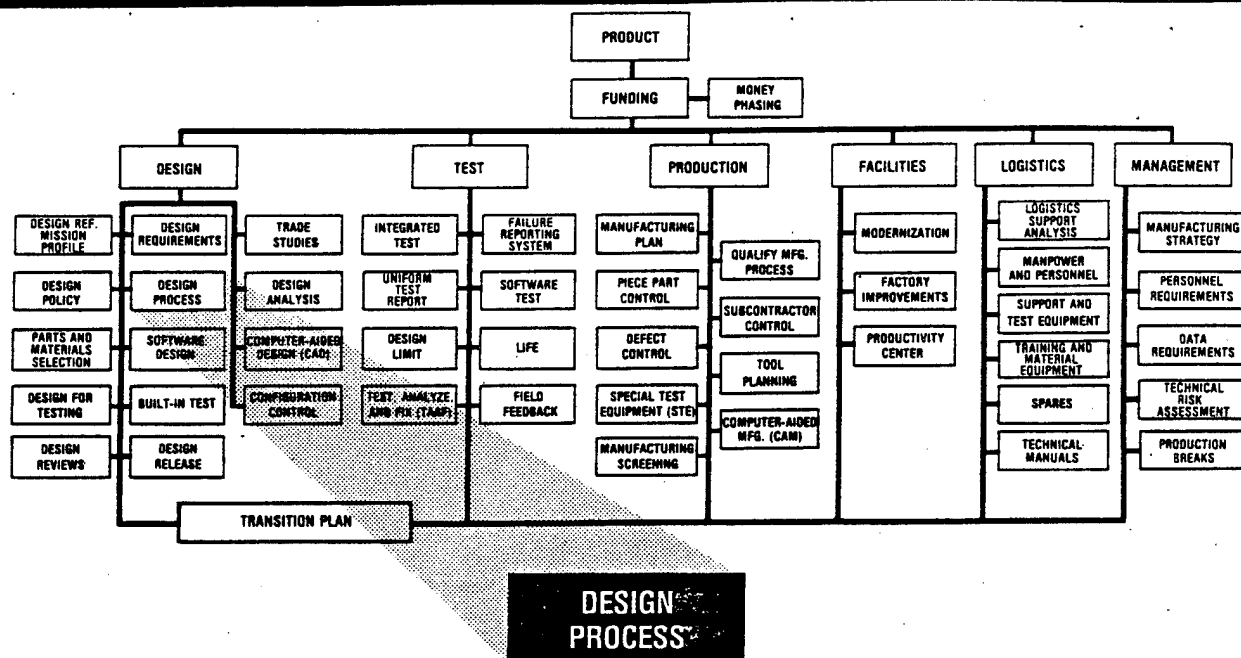 PRODUCT
FUNDING
MONEY
PHASING
DESIGN
TEST
PRODUCTION
FACILITIES
LOGISTICS
MANAGEMENT
DESIGN REF.
MISSION
PROFILE
DESIGN
REQUIREMENTS
TRADE
STUDIES
DESIGN
POLICY
DESIGN
PROCESS
DESIGN
ANALYSIS
PARTS AND
MATERIALS
SELECTION
SOFTWARE
DESIGN
COMPUTER-AIDED
DESIGN (CAD)
DESIGN FOR
TESTING
BUILT-IN TEST
CONFIGURATION
CONTROL
DESIGN
REVIEWS
DESIGN
RELEASE
INTEGRATED
TEST
FAILURE
REPORTING
SYSTEM
UNIFORM
TEST
REPORT
SOFTWARE
TEST
DESIGN
LIMIT
LIFE
TEST, ANALYZE,
AND FIX (TAAF)
FIELD
FEEDBACK
MANUFACTURING
PLAN
QUALIFY MFG.
PROCESS
PIECE PART
CONTROL
SUBCONTRACTOR
CONTROL
DEFECT
CONTROL
TOOL
PLANNING
SPECIAL TEST
EQUIPMENT (STE)
COMPUTER-AIDED
MFG. (CAM)
MANUFACTURING
SCREENING
MODERNIZATION
FACTORY
IMPROVEMENTS
PRODUCTIVITY
CENTER
LOGISTICS
SUPPORT
ANALYSIS
MANPOWER
AND PERSONNEL
SUPPORT AND
TEST EQUIPMENT
TRAINING AND
MATERIAL
EQUIPMENT
SPARES
TECHNICAL
MANUALS
MANUFACTURING
STRATEGY
PERSONNEL
REQUIREMENTS
DATA
REQUIREMENTS
TECHNICAL
RISK
ASSESSMENT
PRODUCTION
BREAKS
TRANSITION PLAN
DESIGN
PROCESS